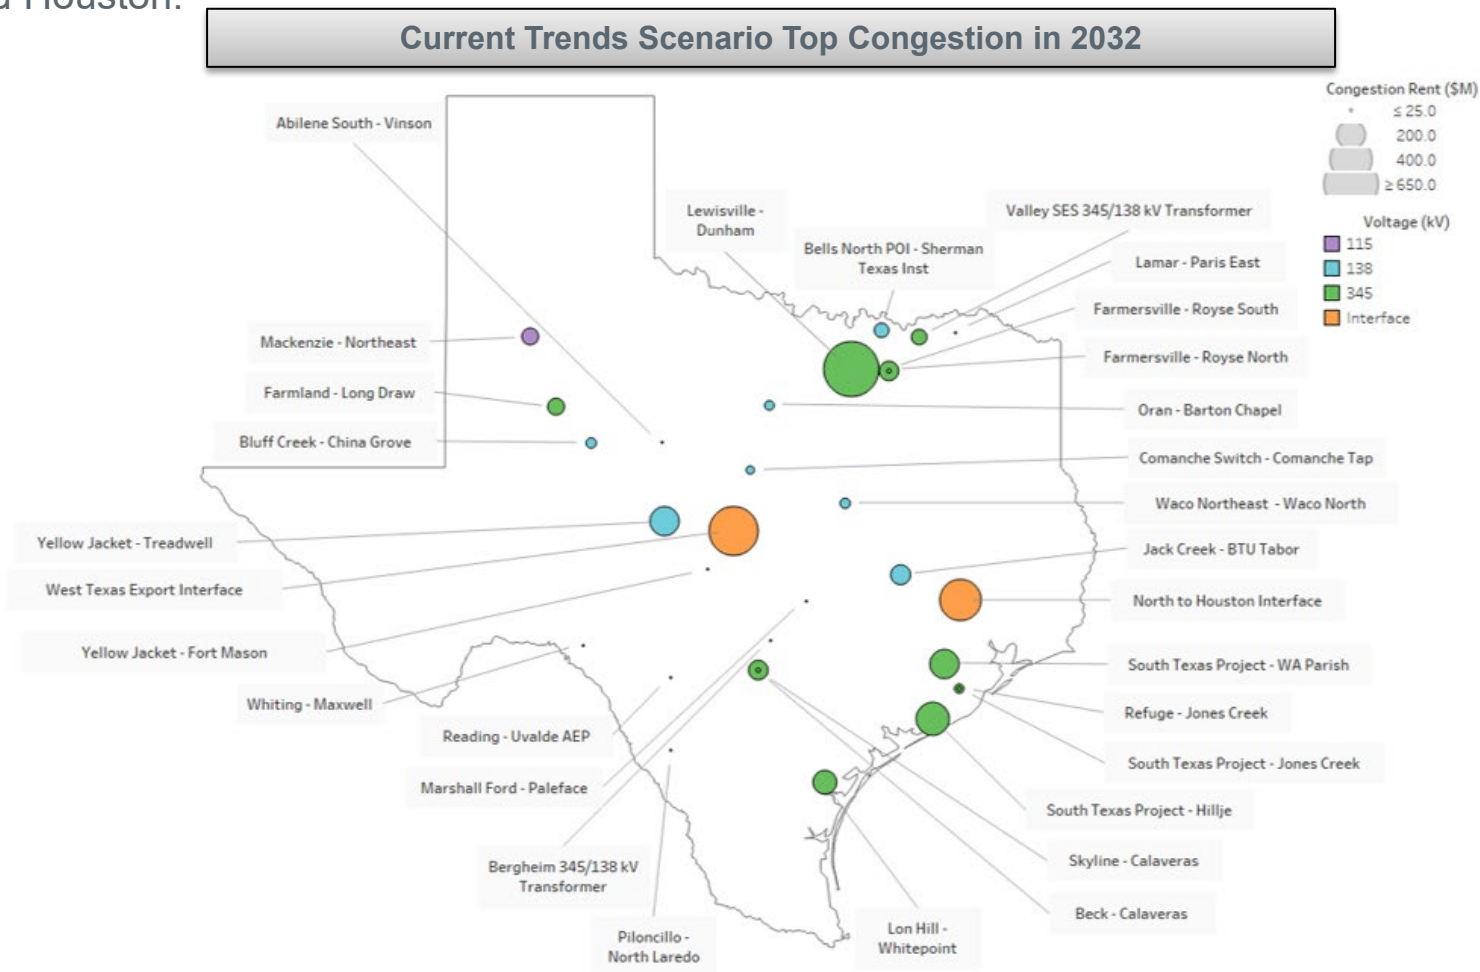 d Houston.
Current Trends Scenario Top Congestion in 2032
Congestion Rent ($M)
≤ 25.0
200.0
400.0
≥ 650.0
Voltage (kV)
115
138
345
Interface
Abilene South - Vinson
Lewisville -
Dunham
Valley SES 345/138 kV Transformer
Bells North POI - Sherman
Texas Inst
Lamar - Paris East
Farmersville - Royse South
Mackenzie - Northeast
Farmersville - Royse North
Farmland - Long Draw
Oran - Barton Chapel
Bluff Creek - China Grove
Comanche Switch - Comanche Tap
Waco Northeast - Waco North
Yellow Jacket - Treadwell
Jack Creek - BTU Tabor
West Texas Export Interface
North to Houston Interface
Yellow Jacket - Fort Mason
South Texas Project - WA Parish
Whiting - Maxwell
Refuge - Jones Creek
Reading - Uvalde AEP
South Texas Project - Jones Creek
Marshall Ford - Paleface
South Texas Project - Hillje
Skyline - Calaveras
Bergheim 345/138 kV
Transformer
Beck - Calaveras
Lon Hill -
Whitepoint
Piloncillo -
North Laredo